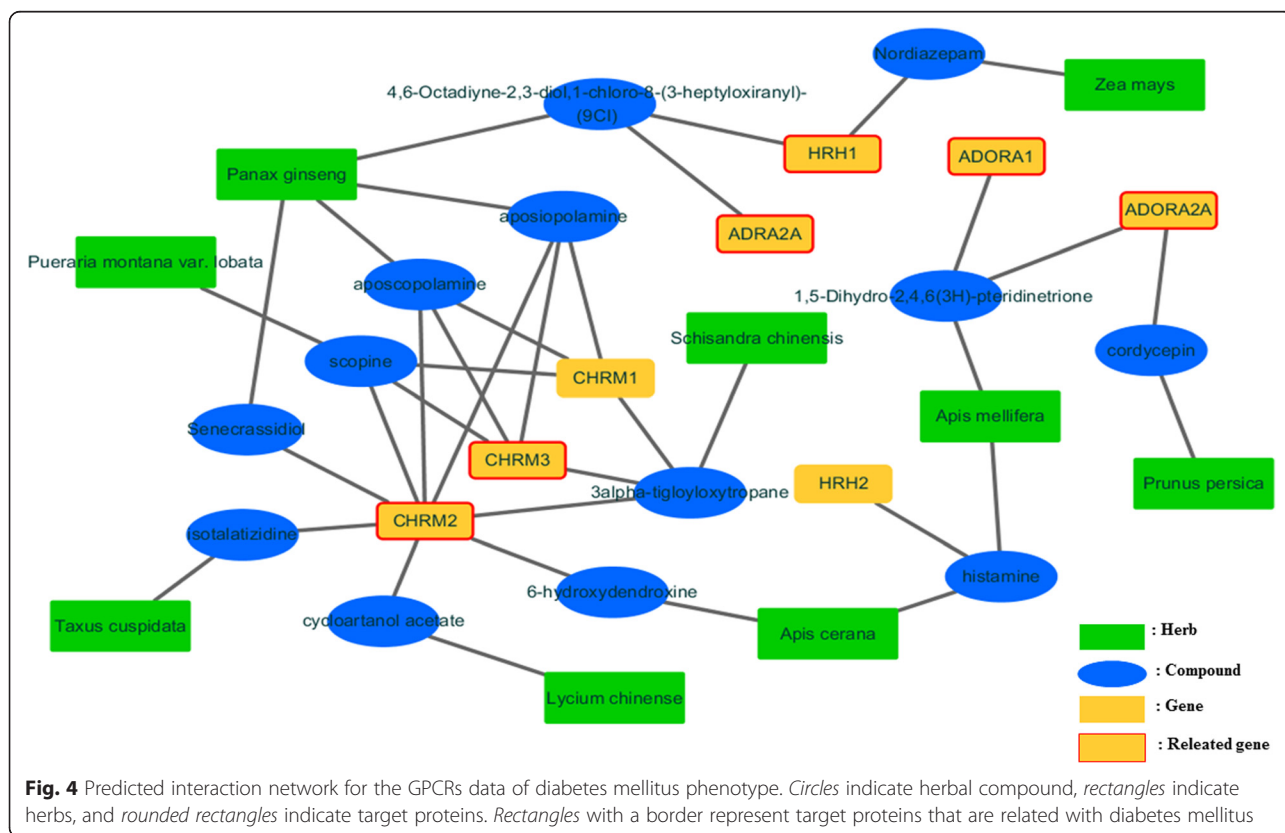 Nordiazepam
4,6-Octadiyne-2,3-diol,1-chloro-8-(3-heptyloxiranyl)-
(9CI)
Zea mays
HRH1
ADORA1
Panax ginseng
aposiopolamine
ADORA2A
ADRA2A
Pueraria montana var. lobata
aposcopolamine
1,5-Dihydro-2,4,6(3H)-pteridinetrione
Schisandra chinensis
scopine
cordycepin
CHRM1
Apis mellifera
Senecrassidiol
CHRM3
3alpha-tigloyloxytropane
HRH2
Prunus persica
CHRM2
isotalatizidine
histamine
6-hydroxydendroxine
Taxus cuspidata
cycloartanol acetate
Apis cerana
Lycium chinense
: Herb
: Compound
: Gene
: Releated gene
Fig. 4 Predicted interaction network for the GPCRs data of diabetes mellitus phenotype. Circles indicate herbal compound, rectangles indicate
herbs, and rounded rectangles indicate target proteins. Rectangles with a border represent target proteins that are related with diabetes mellitus